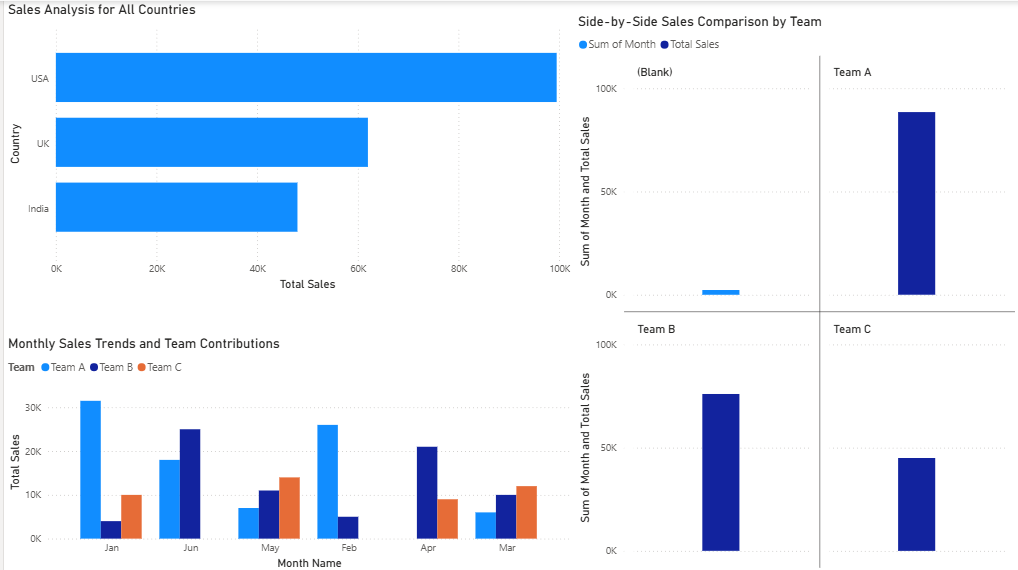 Sales Analysis for All Countries
Country
USA
UK
India
0K 20K 40K 60K 80K 100K
Total Sales
Monthly Sales Trends and Team Contributions
Team Team A Team B Team C
Total Sales
30K
20K
10K
0K
Jan Jun May Feb Apr Mar
Month Name
Side-by-Side Sales Comparison by Team
Sum of Month Total Sales
(Blank) Team A
Sum of Month and Total Sales
100K
50K
0K
Team B Team C
Sum of Month and Total Sales
100K
50K
0K